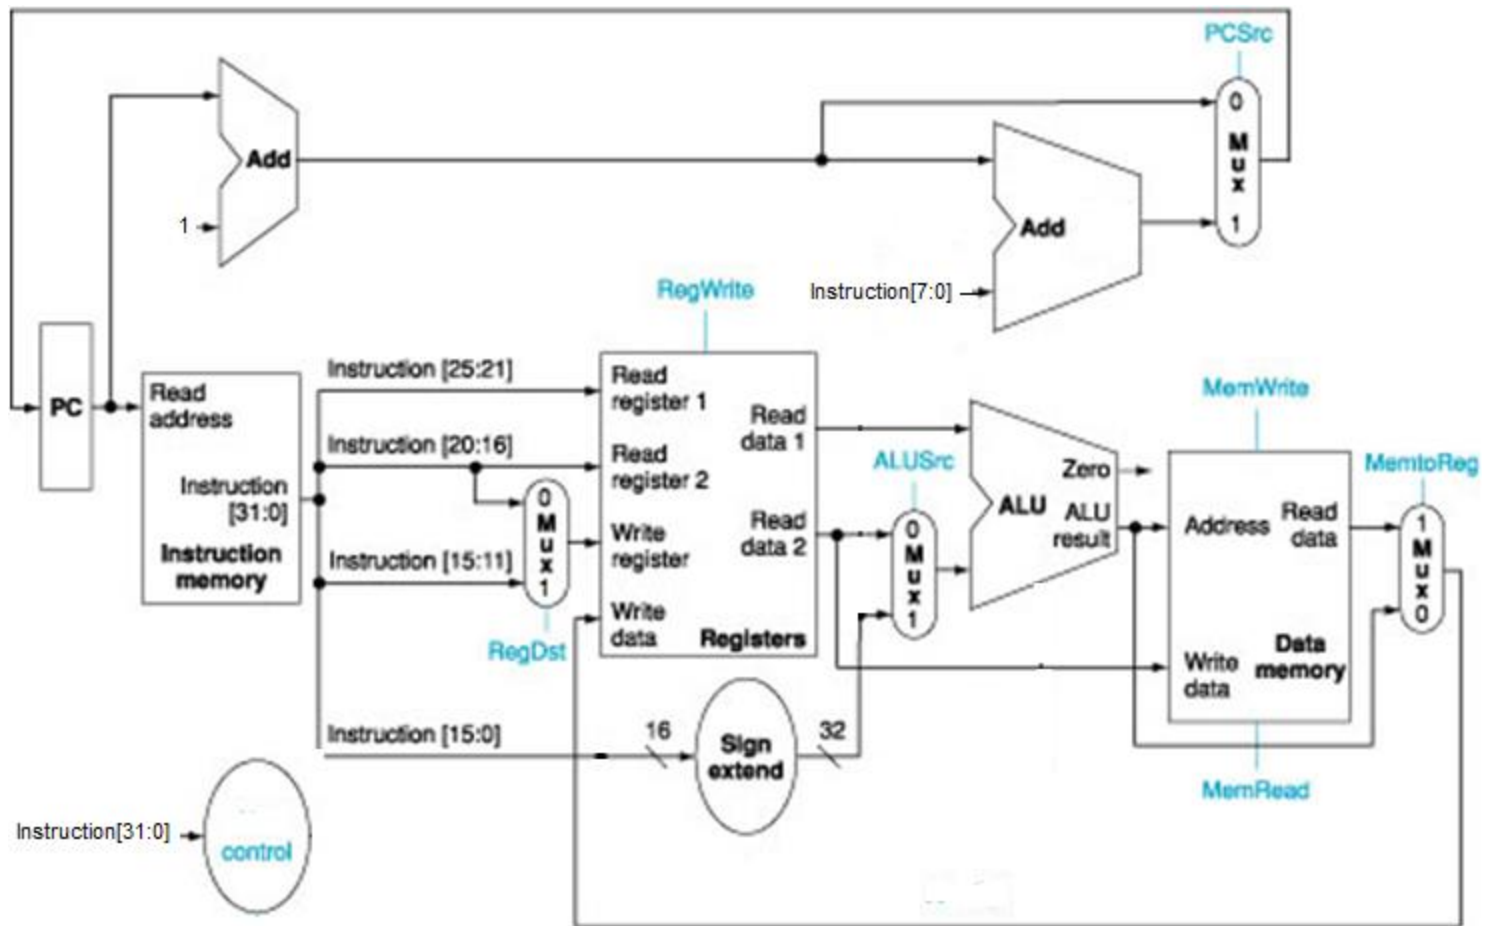 PCSrc
0
Mux
1
Add
1
Add
Instruction[7:0]
RegWrite
PC
Read
address
Instruction
[31:0]
Instruction
memory
Instruction [25:21]
Instruction [20:16]
Instruction [15:11]
Instruction [15:0]
0
Mux
1
RegDst
Read
register 1
Read
register 2
Write
register
Write
data
Read
data 1
Read
data 2
Registers
ALUSrc
0
Mux
1
Zero
ALU
ALU
result
MemWrite
Address
Read
data
Write
data
Data
memory
MemRead
MemtoReg
1
Mux
0
16
Sign
extend
32
Instruction[31:0]
control